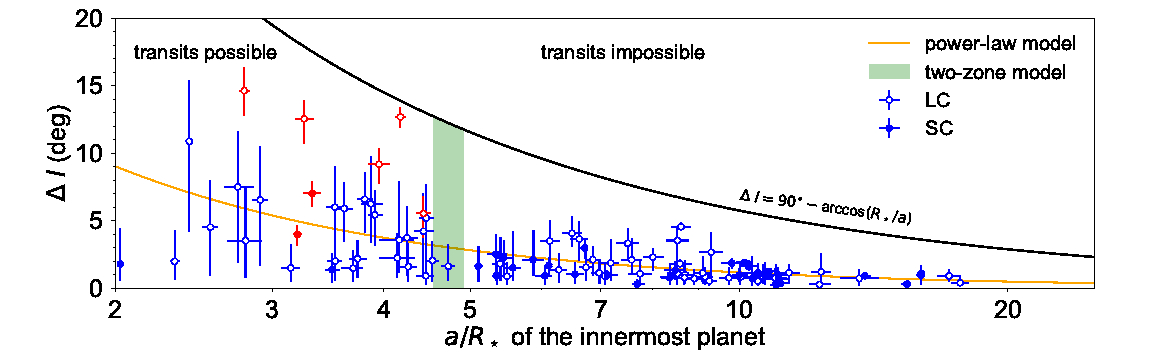 transits possible
transits impossible
power-law model
two-zone model
LC
SC
Δ I = 90° − arccos(R⋆/a)
Δ I (deg)
20
15
10
5
0
2
3
4
5
7
10
20
a/R⋆ of the innermost planet